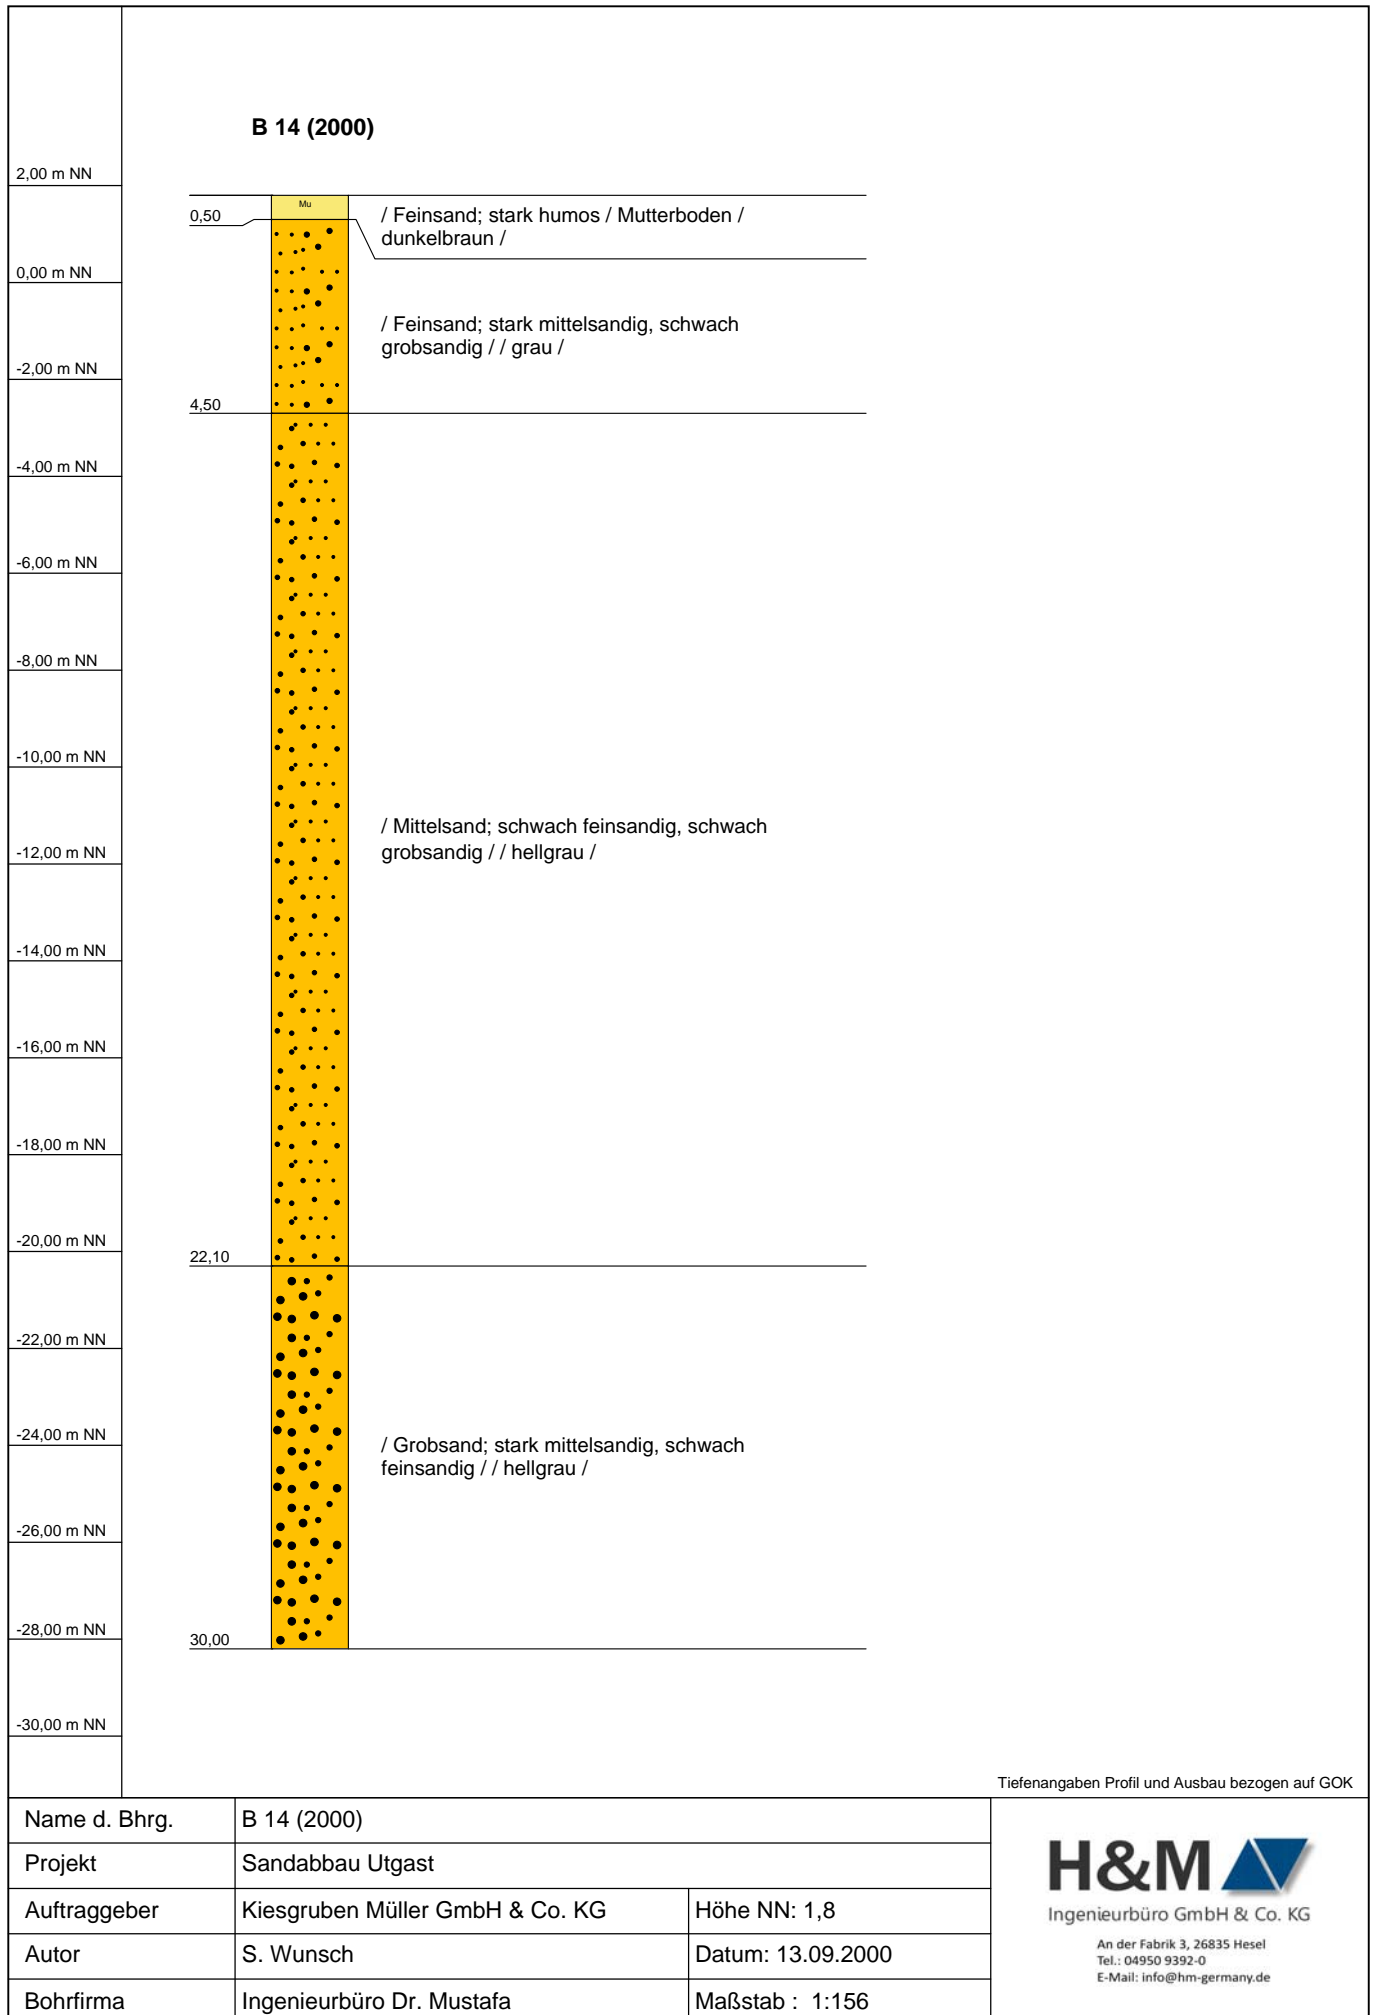 B 14 (2000)
2,00 m NN
0,00 m NN
-2,00 m NN
-4,00 m NN
-6,00 m NN
-8,00 m NN
-10,00 m NN
-12,00 m NN
-14,00 m NN
-16,00 m NN
-18,00 m NN
-20,00 m NN
-22,00 m NN
-24,00 m NN
-26,00 m NN
-28,00 m NN
-30,00 m NN
Mu
0,50
/ Feinsand; stark humos / Mutterboden /
dunkelbraun /
/ Feinsand; stark mittelsandig, schwach
grobsandig / / grau /
4,50
/ Mittelsand; schwach feinsandig, schwach
grobsandig / / hellgrau /
22,10
/ Grobsand; stark mittelsandig, schwach
feinsandig / / hellgrau /
30,00
Tiefenangaben Profil und Ausbau bezogen auf GOK
Name d. Bhrg. B 14 (2000)
Projekt Sandabbau Utgast
Auftraggeber Kiesgruben Müller GmbH & Co. KG Höhe NN: 1,8
Autor S. Wunsch Datum: 13.09.2000
Bohrfirma Ingenieurbüro Dr. Mustafa Maßstab : 1:156
H&M
Ingenieurbüro GmbH & Co. KG
An der Fabrik 3, 26835 Hesel
Tel.: 04950 9392-0
E-Mail: info@hm-germany.de